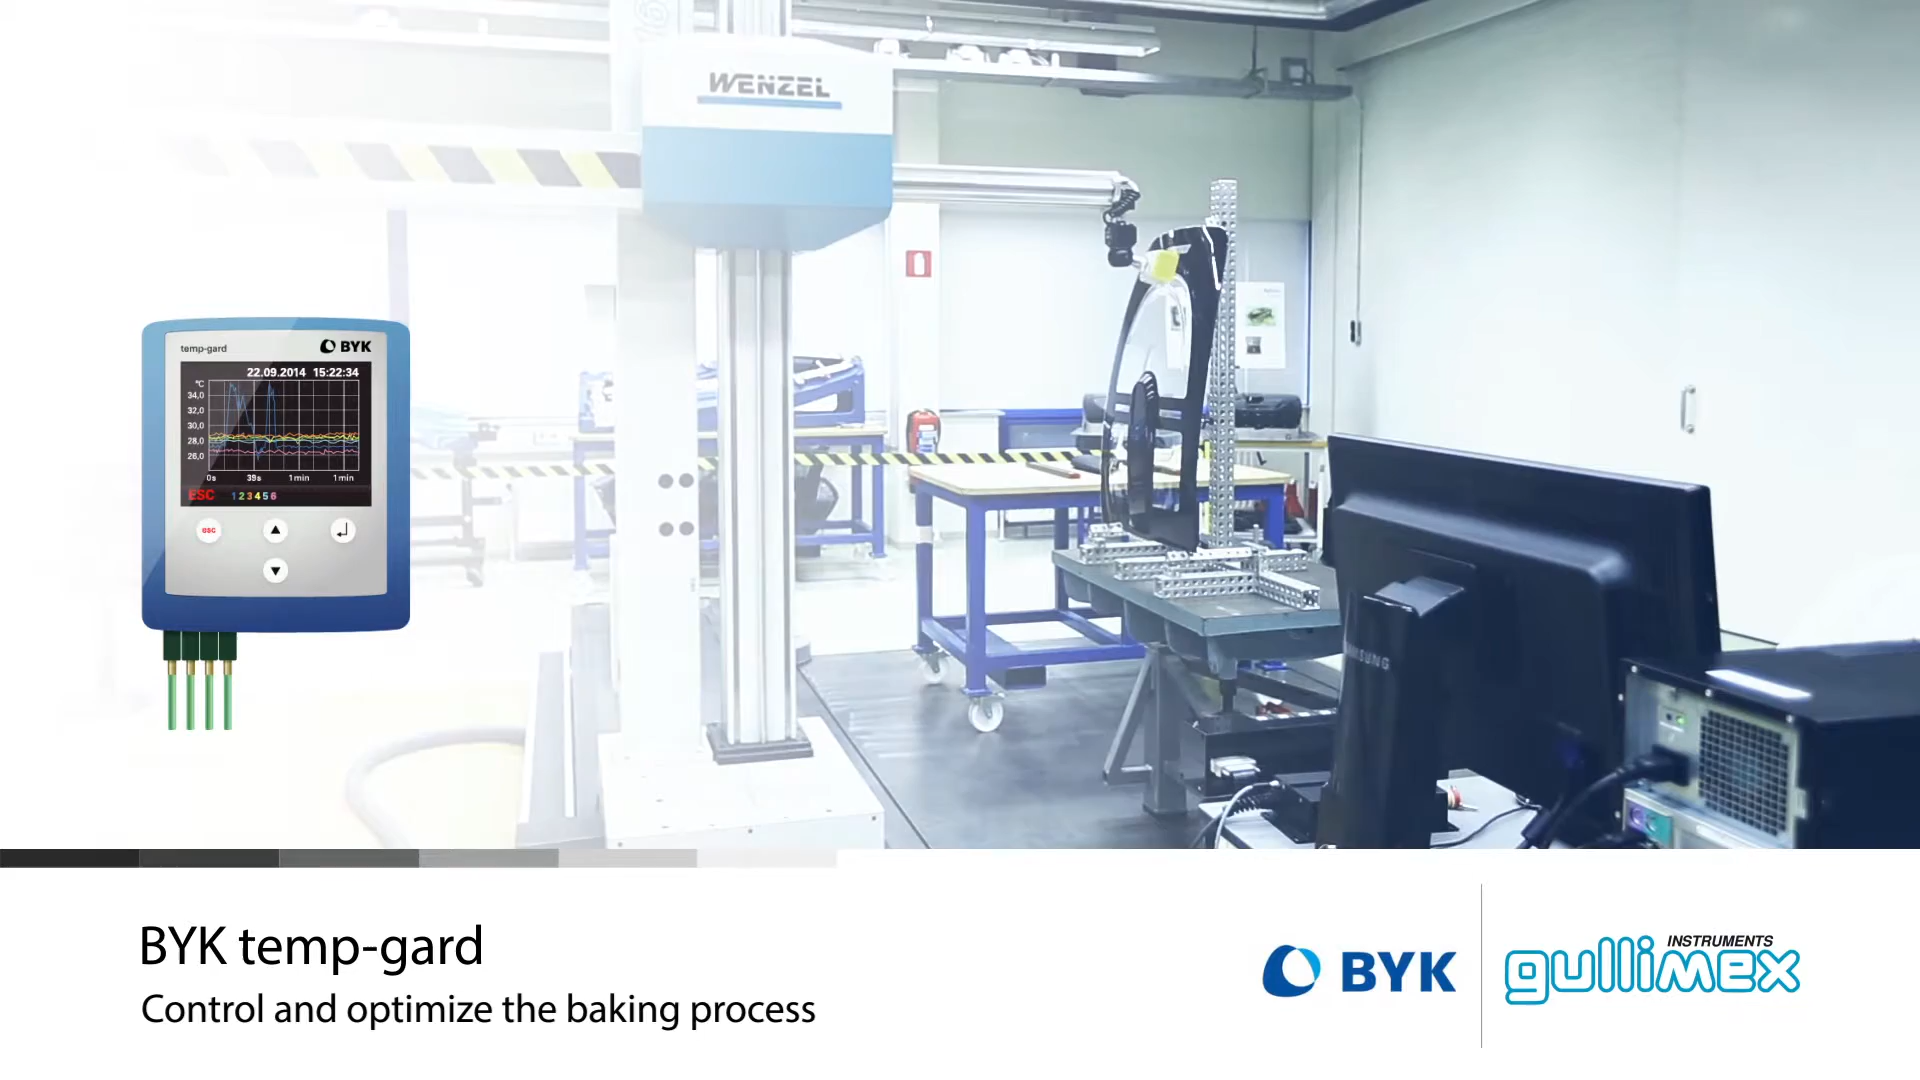 WENZEL
temp-gard
BYK
22.09.2014 15:22:34
°C
34,0
32,0
30,0
28,0
26,0
0s 39s 1min 1min
ESC 1 2 3 4 5 6
esc
BYK temp-gard
Control and optimize the baking process
BYK
INSTRUMENTS
gullimex